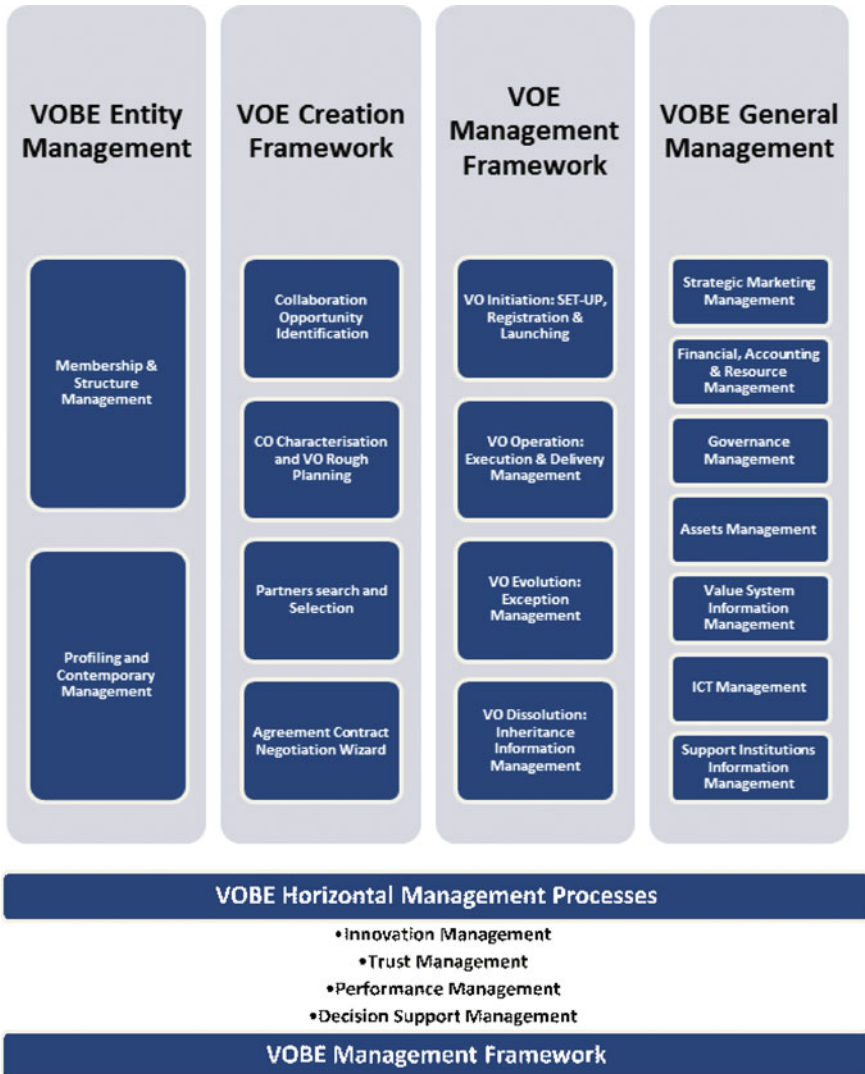 VOBE Entity
Management
Membership &
Structure
Management
Profiling and
Contemporary
Management
VOE Creation
Framework
Collaboration
Opportunity
Identification
CO Characterisation
and VO Rough
Planning
Partners search and
Selection
Agreement Contract
Negotiation Wizard
VOE
Management
Framework
VO Initiation: SET-UP,
Registration &
Launching
VO Operation:
Execution & Delivery
Management
VO Evolution:
Exception
Management
VO Dissolution:
Inheritance
Information
Management
VOBE General
Management
Strategic Marketing
Management
Financial, Accounting
& Resource
Management
Governance
Management
Assets Management
Value System
Information
Management
ICT Management
Support Institutions
Information
Management
VOBE Horizontal Management Processes
•Innovation Management
•Trust Management
•Performance Management
•Decision Support Management
VOBE Management Framework